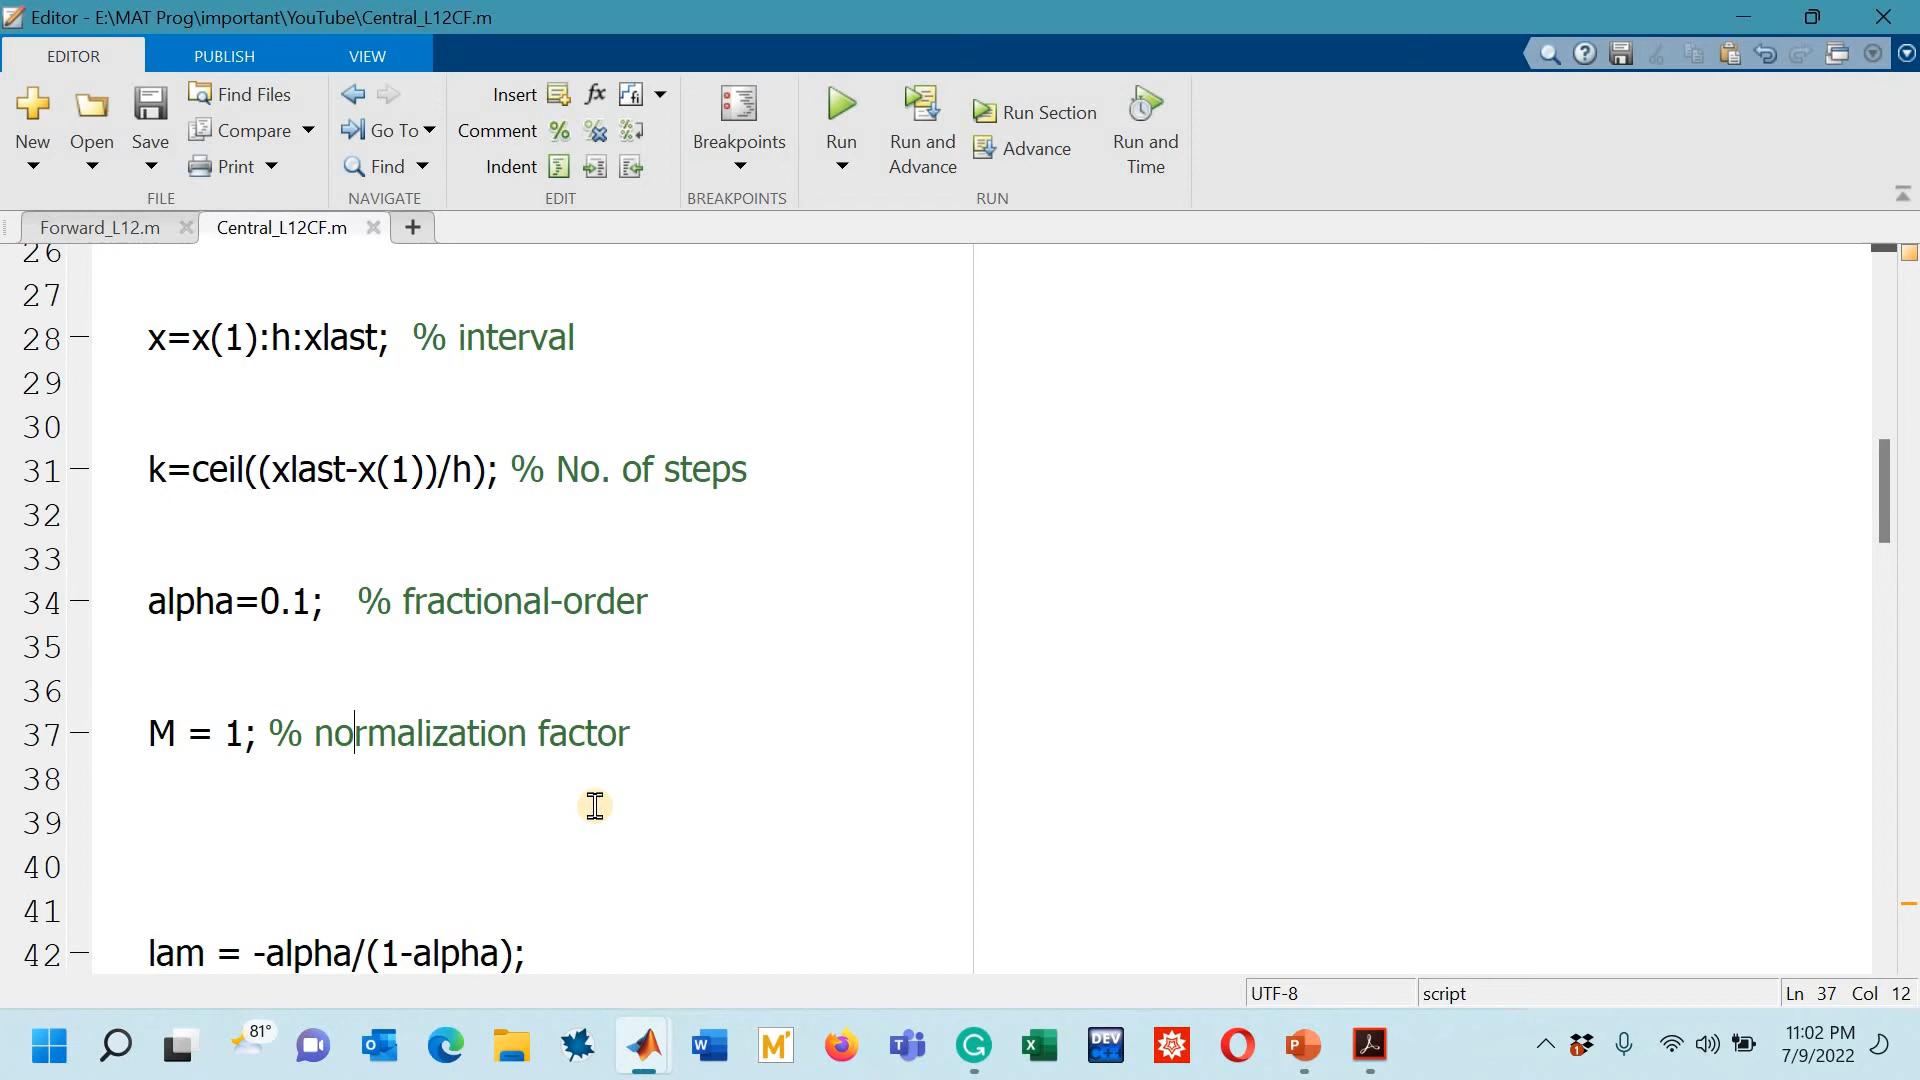 Editor - E:\MAT Prog\important\YouTube\Central_L12CF.m
EDITOR PUBLISH VIEW
New Open Save Find Files Compare Print
FILE
Go To Find
NAVIGATE
Insert fx Comment Indent
EDIT
Breakpoints
BREAKPOINTS
Run Run and Advance Run Section Advance Run and Time
RUN
Forward_L12.m Central_L12CF.m
26
27
28 x=x(1):h:xlast; % interval
29
30
31 k=ceil((xlast-x(1))/h); % No. of steps
32
33
34 alpha=0.1; % fractional-order
35
36
37 M = 1; % normalization factor
38
39
40
41
42 lam = -alpha/(1-alpha);
UTF-8 script Ln 37 Col 12
81° DEV C++ 1 11:02 PM
7/9/2022